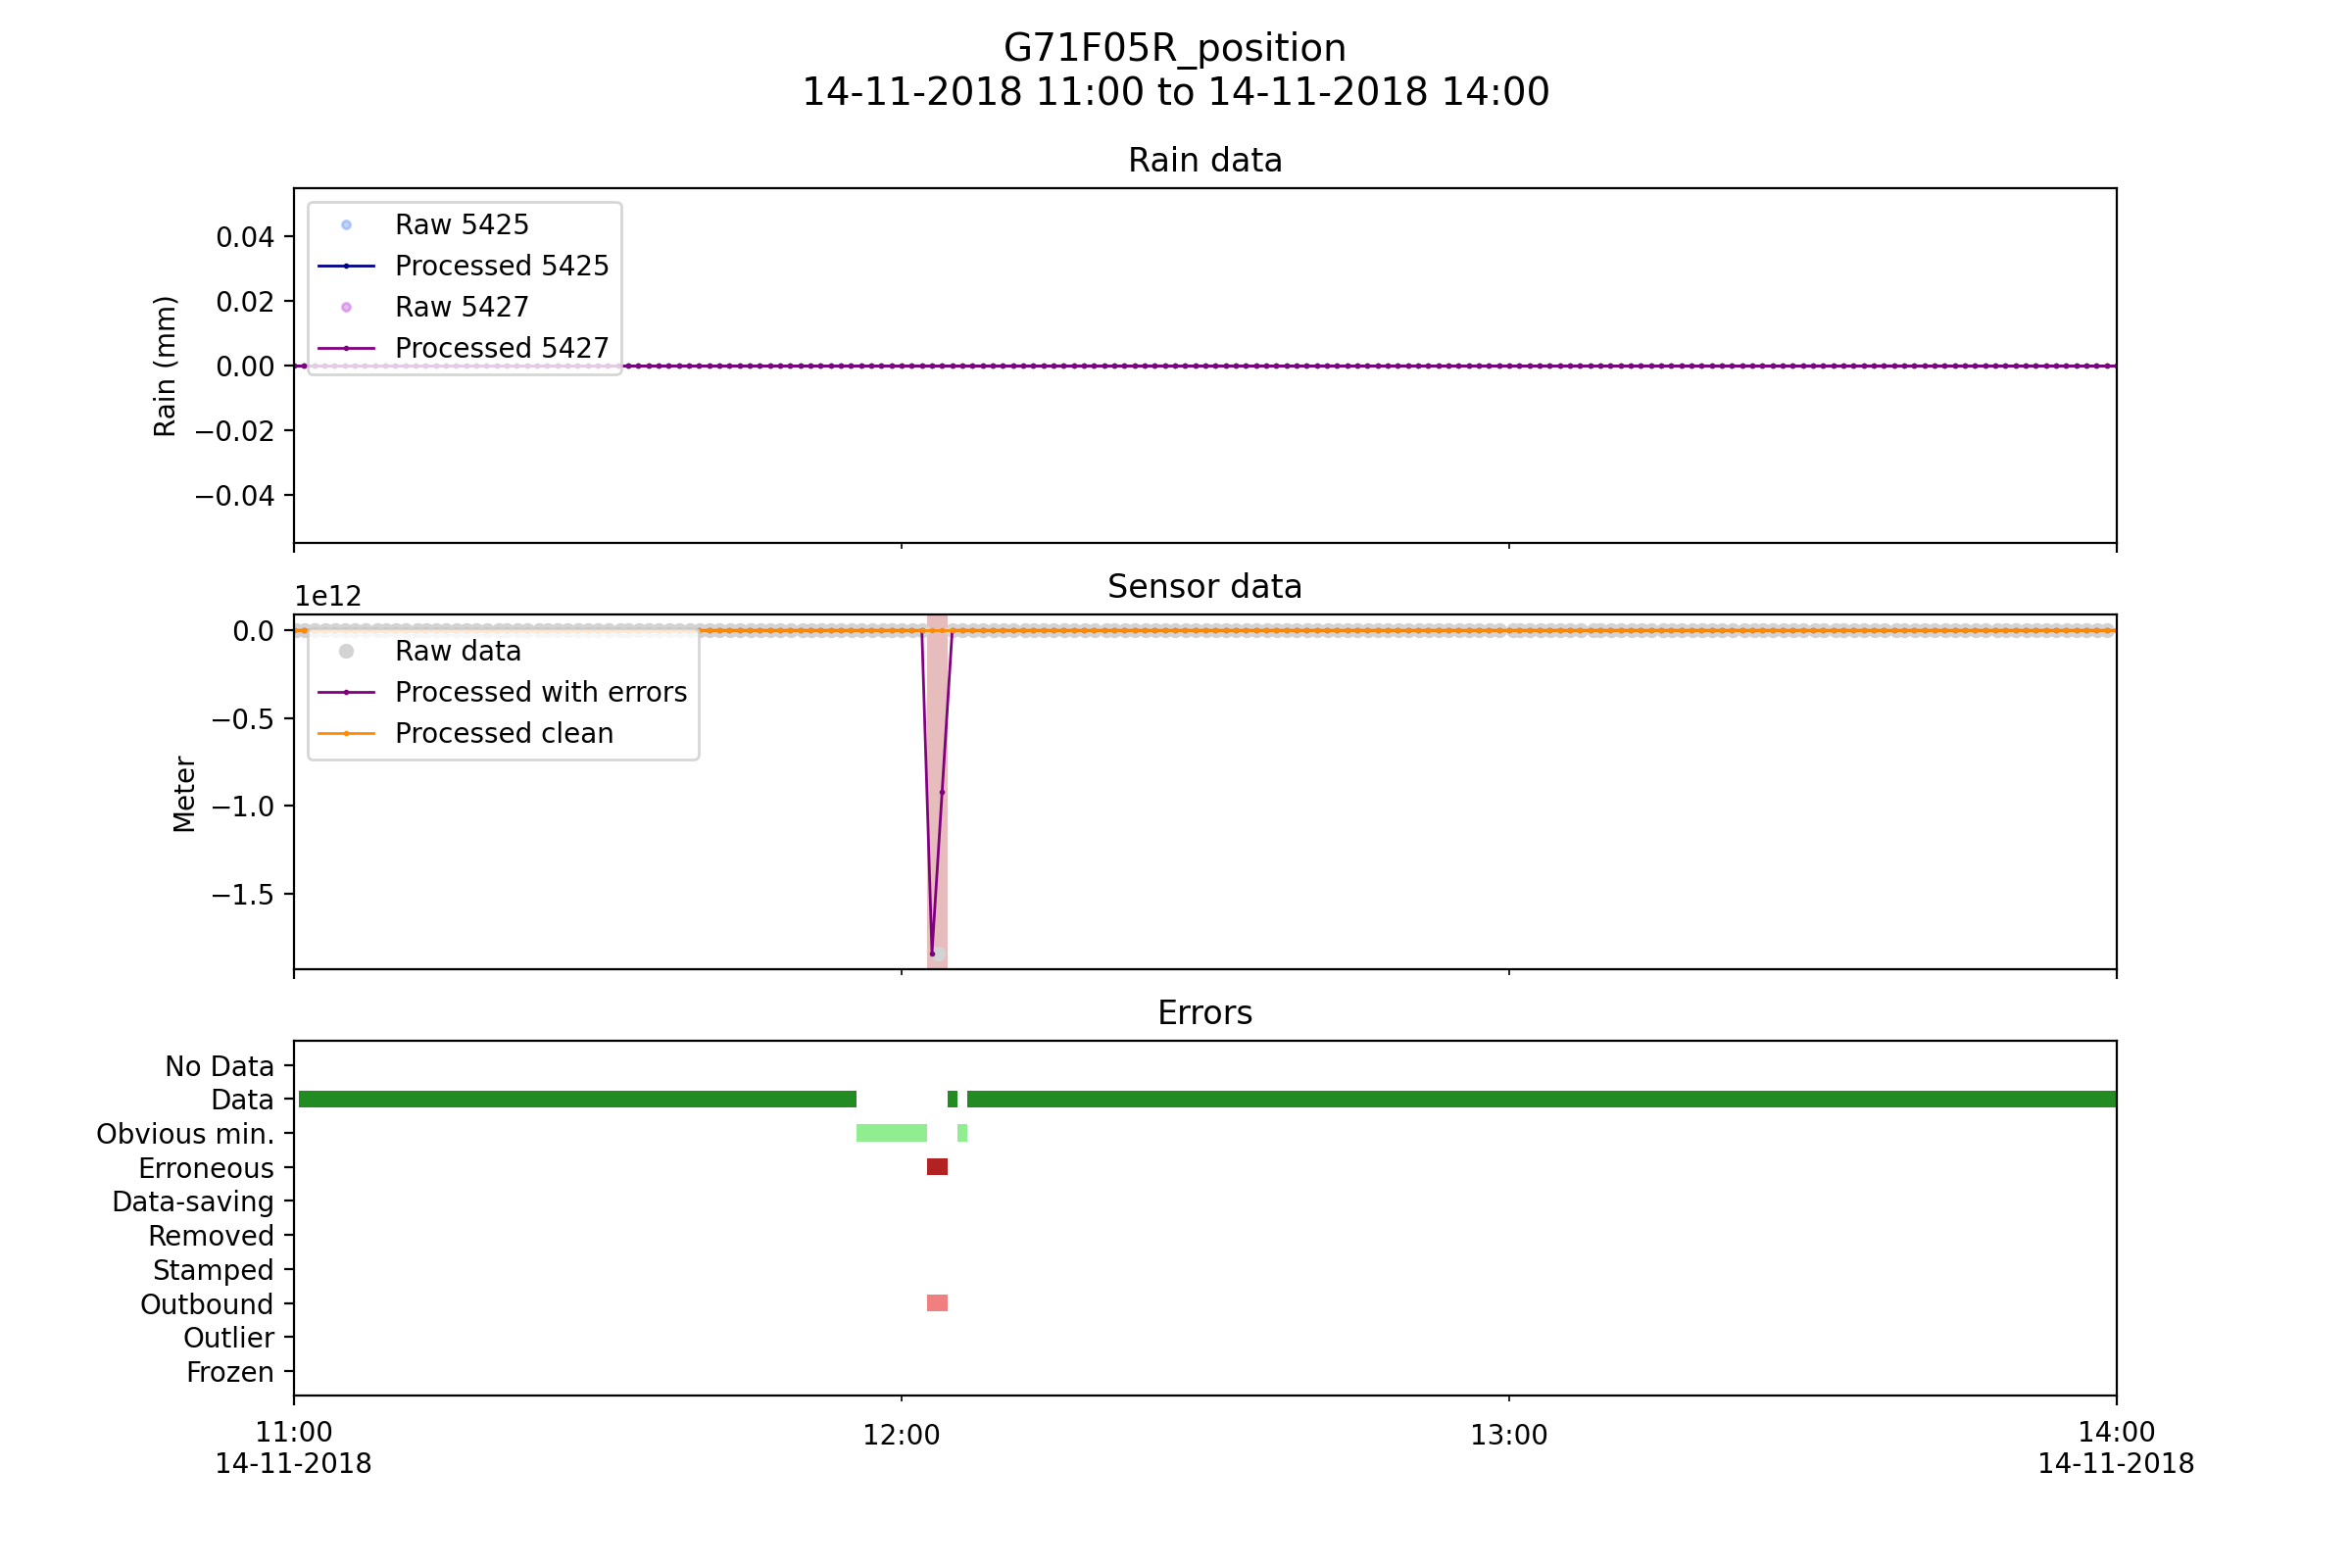 G71F05R_position
14-11-2018 11:00 to 14-11-2018 14:00
Rain data
Rain (mm)
0.04
0.02
0.00
−0.02
−0.04
Raw 5425
Processed 5425
Raw 5427
Processed 5427
Sensor data
1e12
Meter
0.0
−0.5
−1.0
−1.5
Raw data
Processed with errors
Processed clean
Errors
No Data
Data
Obvious min.
Erroneous
Data-saving
Removed
Stamped
Outbound
Outlier
Frozen
11:00
14-11-2018
12:00
13:00
14:00
14-11-2018